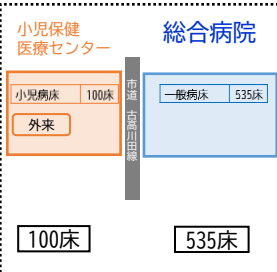 小児保健
医療センター
総合病院
小児病床 100床
外来
市道 古高川田線
一般病床 535床
100床
535床